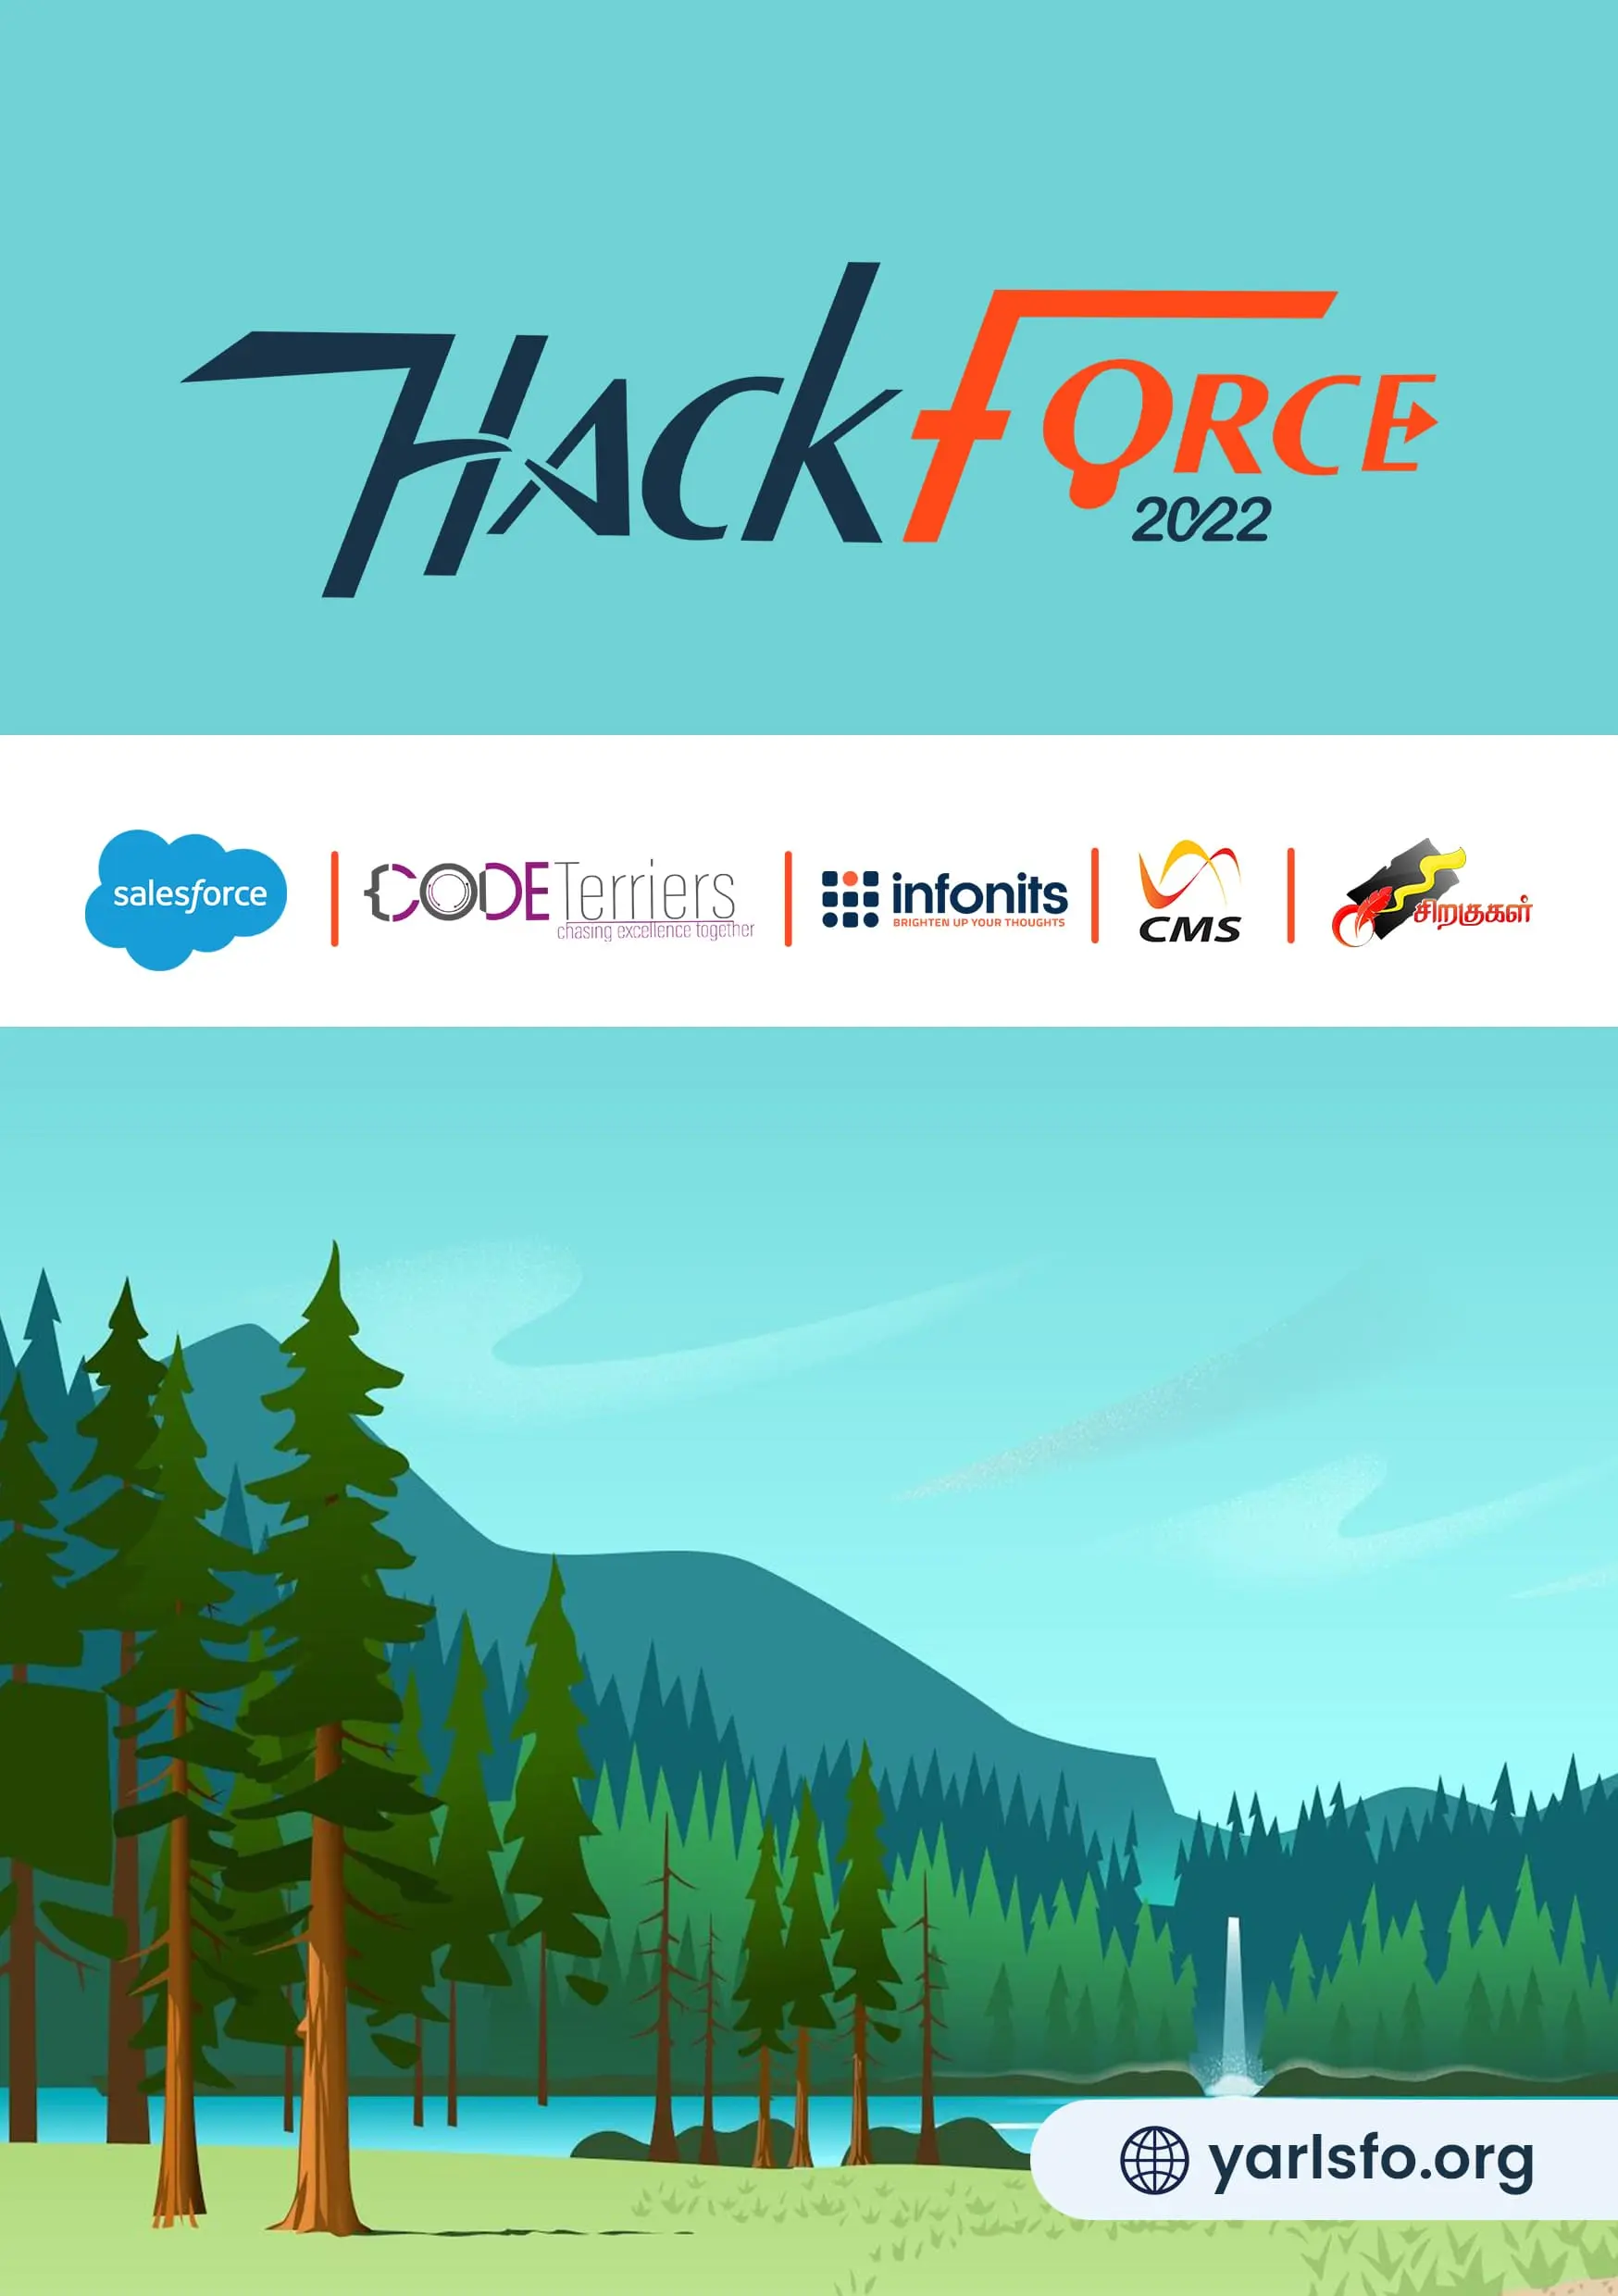 HACKFORCE
2022
salesforce
CODETerriers
chasing excellence together
infonits
BRIGHTEN UP YOUR THOUGHTS
CMS
சிறகுகள்
yarlsfo.org